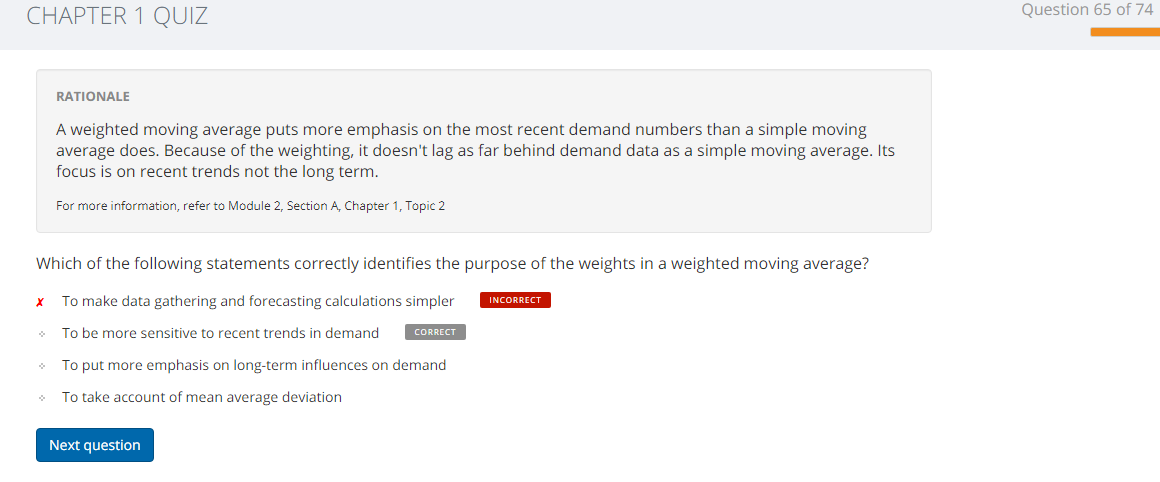 CHAPTER 1 QUIZ
Question 65 of 74
RATIONALE
A weighted moving average puts more emphasis on the most recent demand numbers than a simple moving
average does. Because of the weighting, it doesn't lag as far behind demand data as a simple moving average. Its
focus is on recent trends not the long term.
For more information, refer to Module 2, Section A, Chapter 1, Topic 2
Which of the following statements correctly identifies the purpose of the weights in a weighted moving average?
To make data gathering and forecasting calculations simpler INCORRECT
To be more sensitive to recent trends in demand CORRECT
To put more emphasis on long-term influences on demand
To take account of mean average deviation
Next question